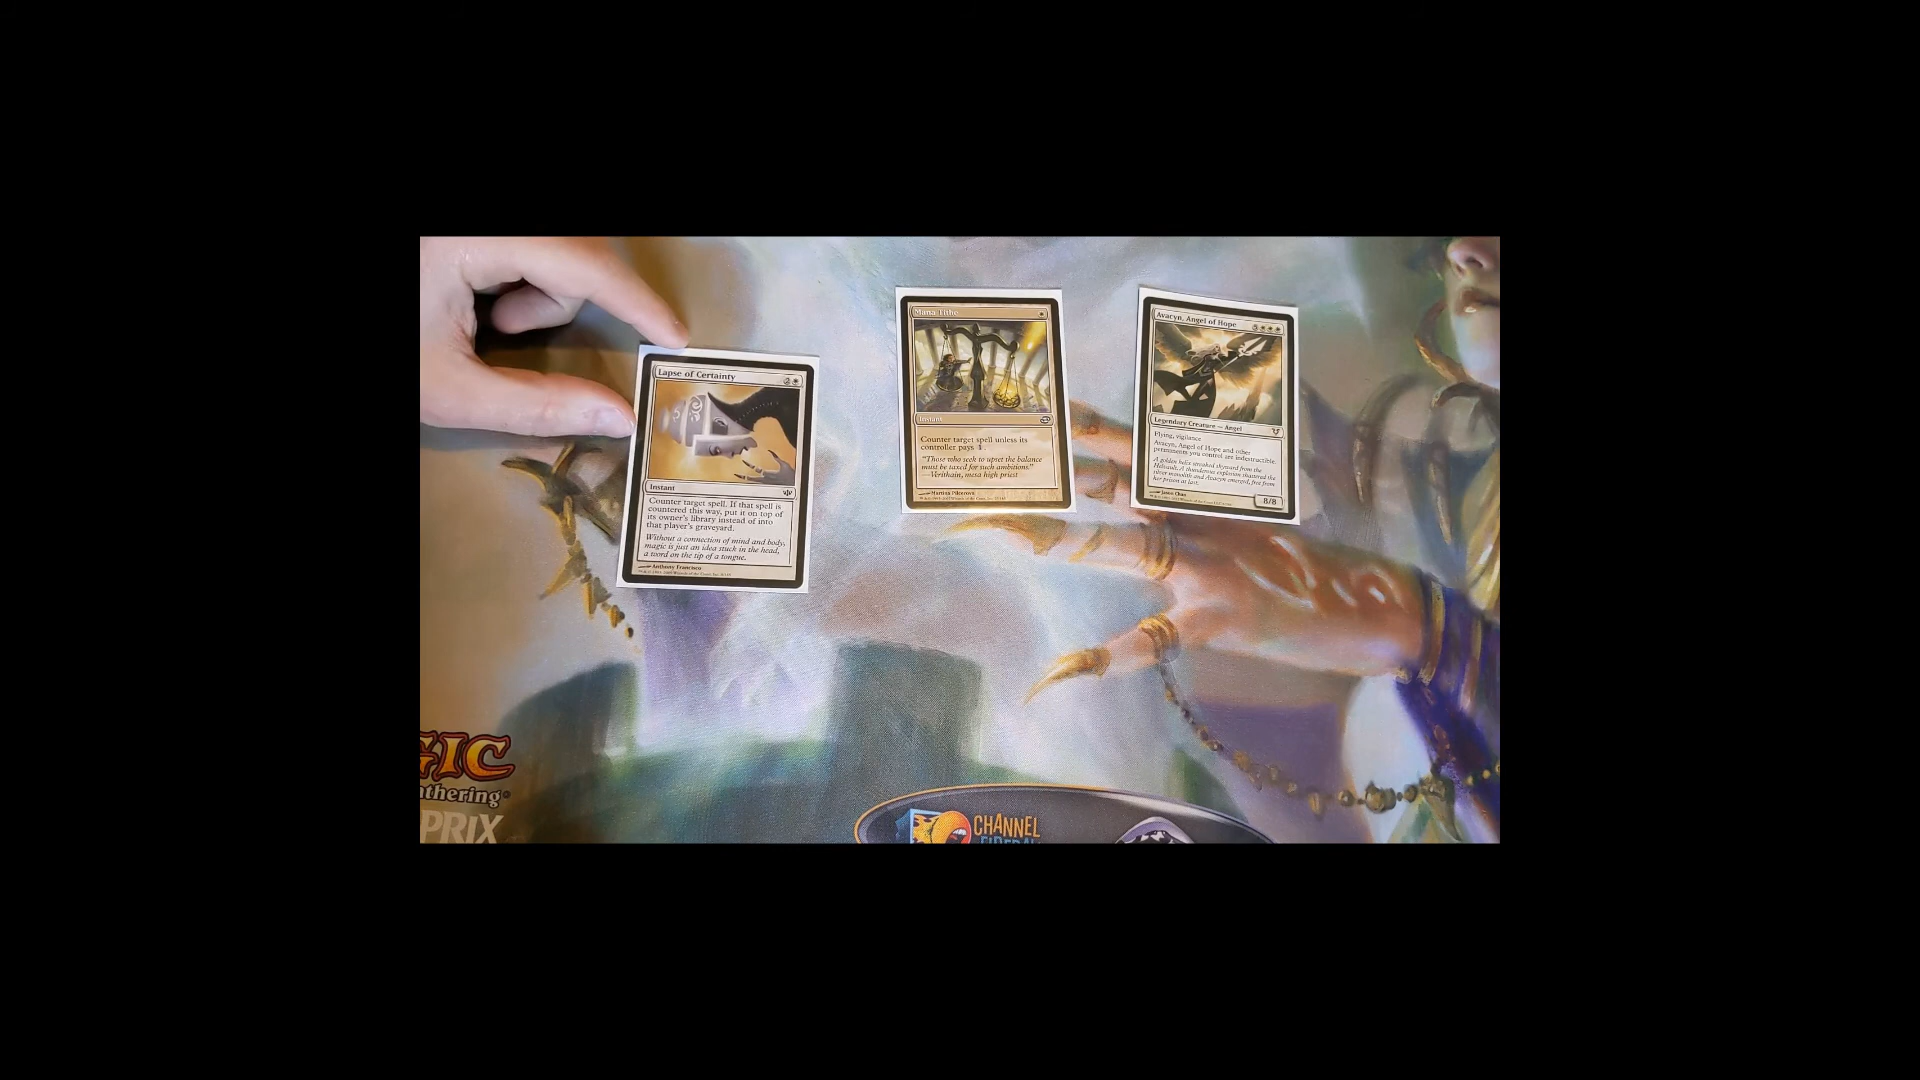 Lapse of Certainty
2
Instant
Counter target spell. If that spell is
countered this way, put it on top of
its owner's library instead of into
that player's graveyard.
Without a connection of mind and body,
magic is just an idea stuck in the head,
a word on the tip of a tongue.
Anthony Francisco
Mana Tithe
Instant
Counter target spell unless its
controller pays 1.
"Those who seek to upset the balance
must be taxed for such ambitions."
—Verithain, mesa high priest
Martina Pilcerova
Avacyn, Angel of Hope
5
Legendary Creature — Angel
Flying, vigilance
Avacyn, Angel of Hope and other
permanents you control are indestructible.
A golden helix streaked skyward from the
Helvault. A thunderous explosion shattered the
silver monolith and Avacyn emerged, free from
her prison at last.
Jason Chan
8/8
GIC
athering
PRIX
CHANNEL